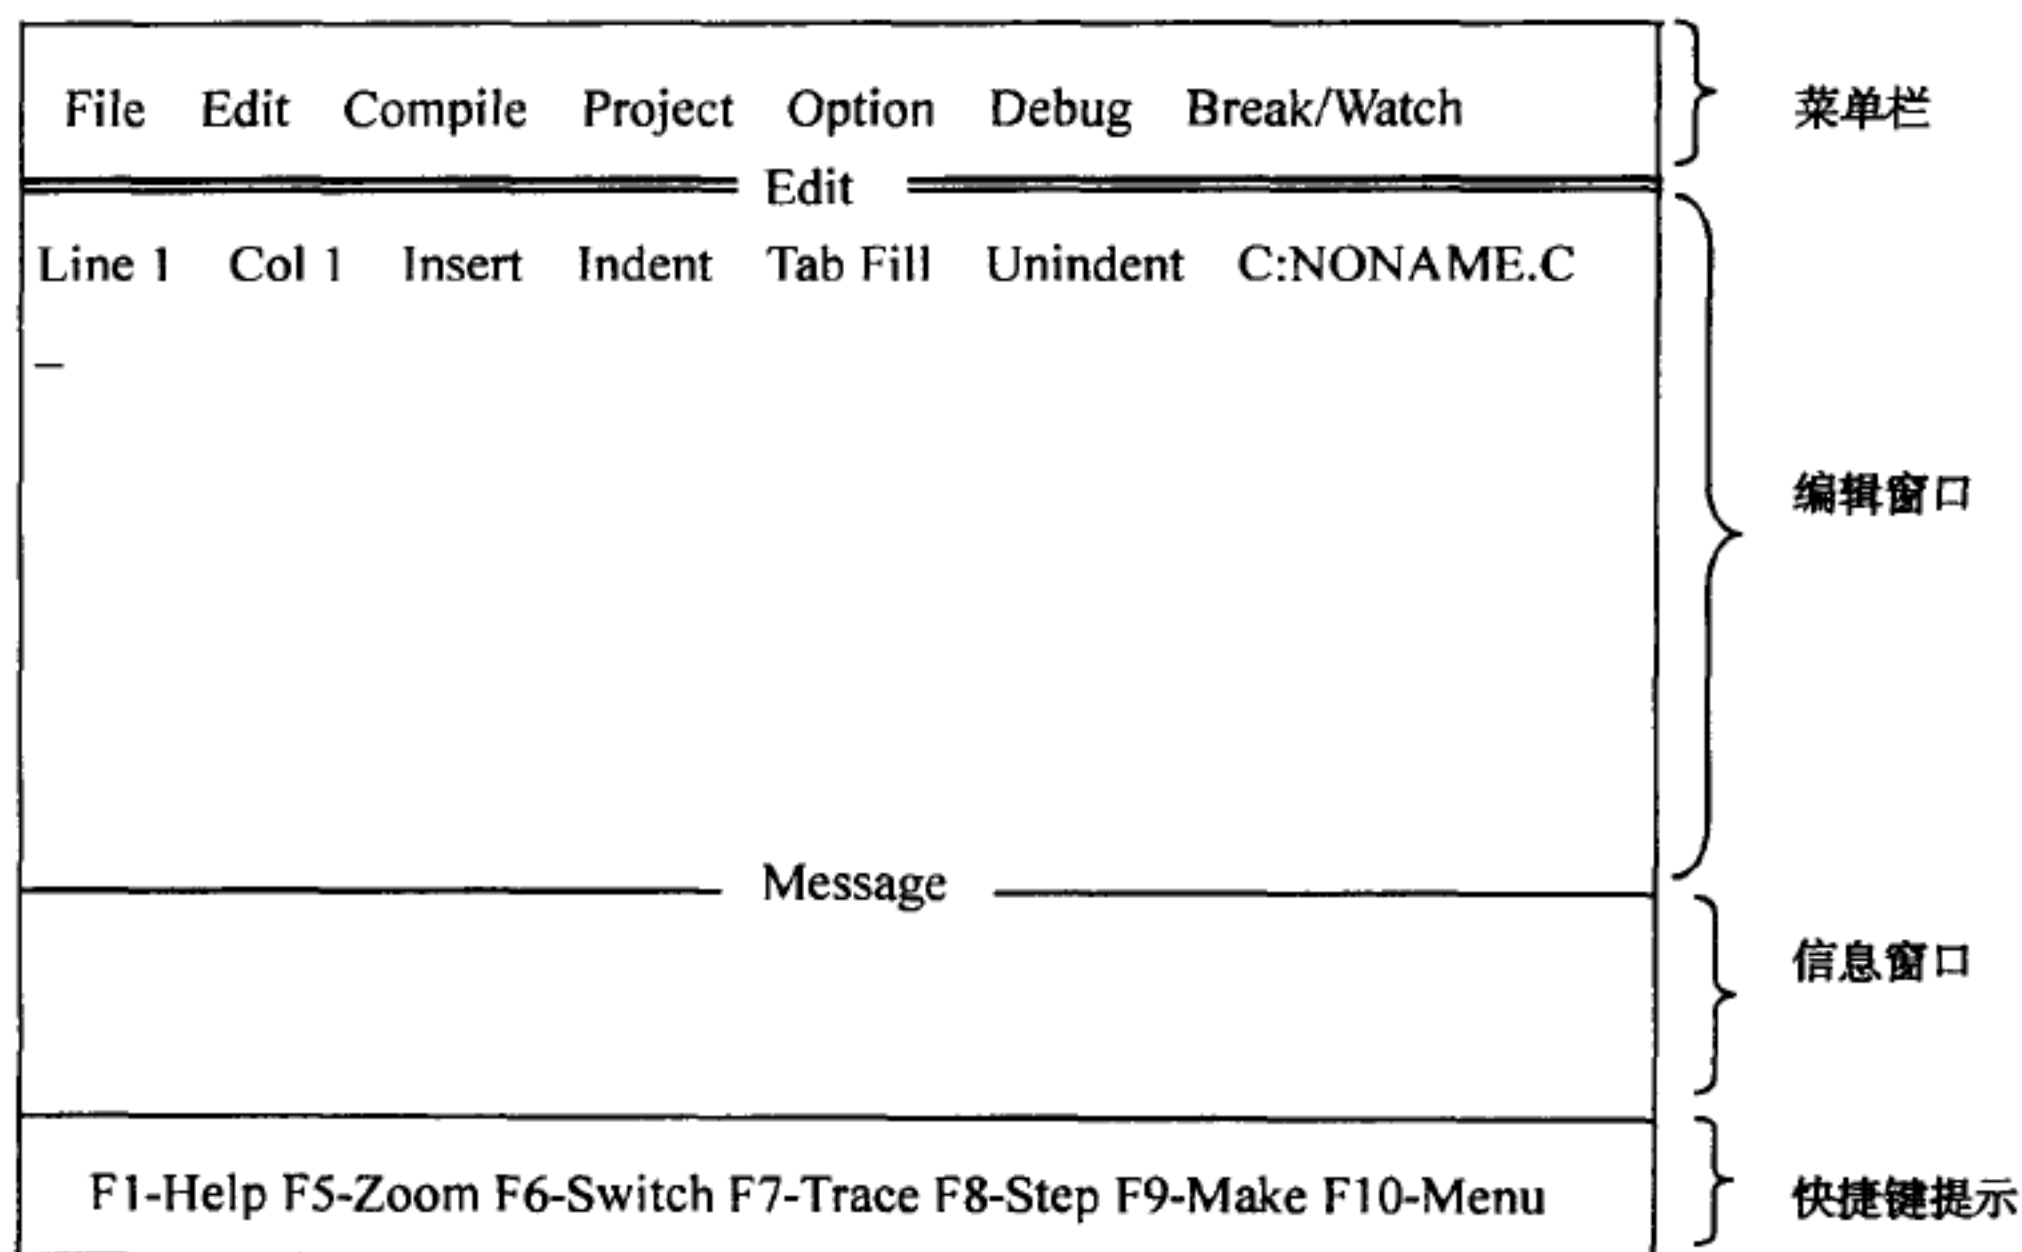 File Edit Compile Project Option Debug Break/Watch
菜单栏
Edit
Line 1 Col 1 Insert Indent Tab Fill Unindent C:NONAME.C
_
编辑窗口
Message
信息窗口
F1-Help F5-Zoom F6-Switch F7-Trace F8-Step F9-Make F10-Menu
快捷键提示